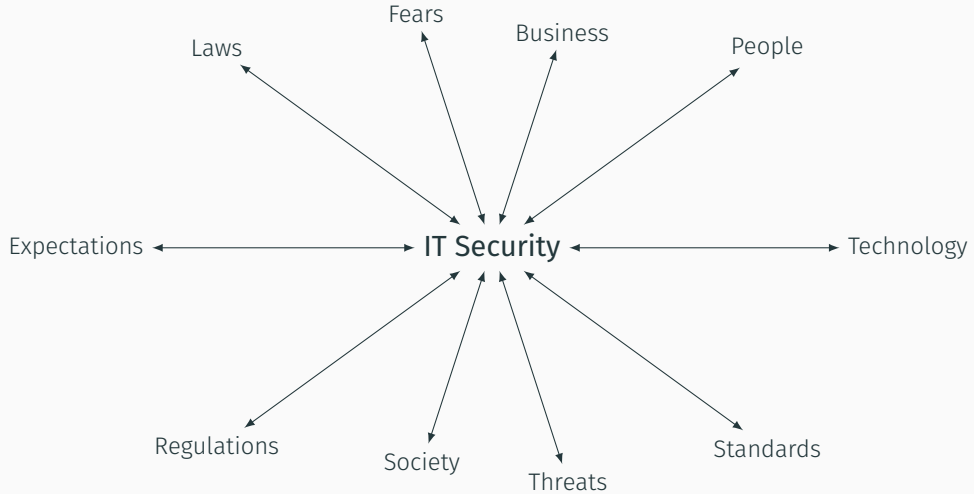 Fears
Business
Laws
People
Expectations
IT Security
Technology
Regulations
Society
Standards
Threats